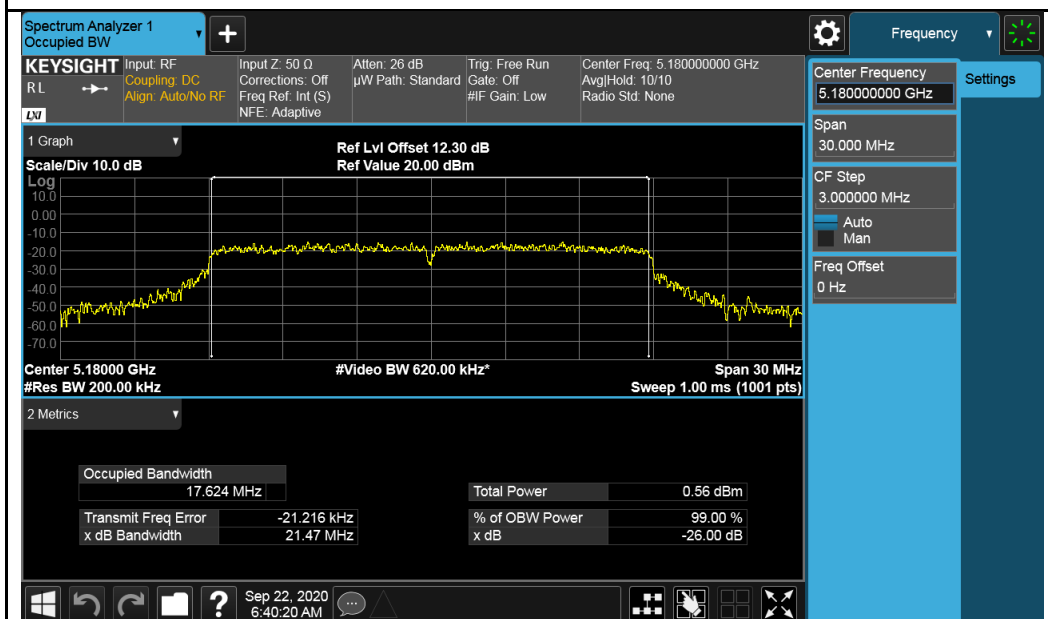 Spectrum Analyzer 1
Occupied BW
Frequency
KEYSIGHT
R L
LXI
Input: RF
Coupling: DC
Align: Auto/No RF
Input Z: 50 Ω
Corrections: Off
Freq Ref: Int (S)
NFE: Adaptive
Atten: 26 dB
µW Path: Standard
Trig: Free Run
Gate: Off
#IF Gain: Low
Center Freq: 5.180000000 GHz
Avg|Hold: 10/10
Radio Std: None
1 Graph
Scale/Div 10.0 dB
Ref Lvl Offset 12.30 dB
Ref Value 20.00 dBm
Log
10.0
0.00
-10.0
-20.0
-30.0
-40.0
-50.0
-60.0
-70.0
Center 5.18000 GHz
#Res BW 200.00 kHz
#Video BW 620.00 kHz*
Span 30 MHz
Sweep 1.00 ms (1001 pts)
2 Metrics
Occupied Bandwidth
17.624 MHz
Total Power 0.56 dBm
Transmit Freq Error -21.216 kHz
% of OBW Power 99.00 %
x dB Bandwidth 21.47 MHz
x dB -26.00 dB
Sep 22, 2020
6:40:20 AM
Center Frequency
5.180000000 GHz
Settings
Span
30.000 MHz
CF Step
3.000000 MHz
Auto
Man
Freq Offset
0 Hz